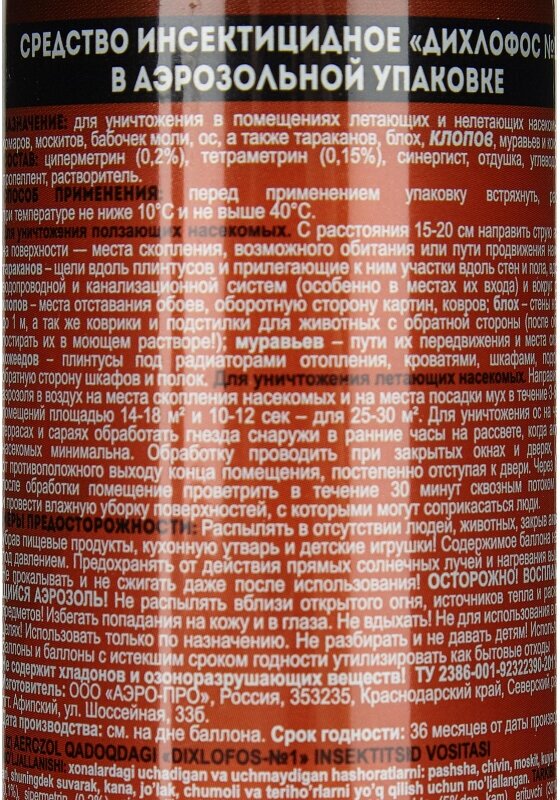 СРЕДСТВО ИНСЕКТИЦИДНОЕ «ДИХЛОФОС №
В АЭРОЗОЛЬНОЙ УПАКОВКЕ
для уничтожения в помещениях летающих и нелетающих
москитов, бабочек моли, ос, а также тараканов, блох, КЛОПОВ, муравьев и
циперметрин (0,2%), тетраметрин (0,15%), синергист, отдушка,
растворитель.
ПРИМЕНЕНИЯ: перед применением упаковку встряхнуть,
при температуре не ниже 10°С и не выше 40°С.
Для уничтожения ползающих насекомых. С расстояния 15-20 см направить струю
на поверхности — места скопления, возможного обитания или пути продвижения
тараканов – щели вдоль плинтусов и прилегающие к ним участки вдоль стен и пола,
водопроводной и канализационной систем (особенно в местах их входа) и вокруг
клопов – места отставания обоев, оборотную сторону картин, ковров; блох – стены
до 1 м, а так же коврики и подстилки для животных с обратной стороны (после
постирать их в моющем растворе!); муравьев – пути их передвижения и места
кожеедов – плинтусы под радиаторами отопления, кроватями, шкафами,
обратную сторону шкафов и полок. Для уничтожения летающих насекомых.
аэрозоля в воздух на места скопления насекомых и на места посадки мух в течение
помещений площадью 14-18 м² и 10-12 сек – для 25-30 м². Для уничтожения ос на
террасах и сараях обработать гнезда снаружи в ранние часы на рассвете, когда
насекомых минимальна. Обработку проводить при закрытых окнах и дверях,
от противоположного выходу конца помещения, постепенно отступая к двери. Через
после обработки помещение проветрить в течение 30 минут сквозным потоком
и провести влажную уборку поверхностей, с которыми могут соприкасаться люди.
МЕРЫ ПРЕДОСТОРОЖНОСТИ: Распылять в отсутствии людей, животных,
убрав пищевые продукты, кухонную утварь и детские игрушки! Содержимое баллона
под давлением. Предохранять от действия прямых солнечных лучей и нагревания
Не прокалывать и не сжигать даже после использования! ОСТОРОЖНО!
АЭРОЗОЛЬ! Не распылять вблизи открытого огня, источников тепла и
предметов! Избегать попадания на кожу и в глаза. Не вдыхать! Не для использования
целях! Использовать только по назначению. Не разбирать и не давать детям!
баллоны и баллоны с истекшим сроком годности утилизировать как бытовые отходы
Не содержит хладонов и озоноразрушающих веществ! ТУ 2386-001-92322390-
Изготовитель: ООО «АЭРО-ПРО», Россия, 353235, Краснодарский край, Северский
пгт. Афипский, ул. Шоссейная, 33б.
Дата производства: см. на дне баллона. Срок годности: 36 месяцев от даты
AEROZOL QADOQDAGI «DIXLOFOS-№1» INSEKTITSID VOSITASI
xonalardagi uchadigan va uchmaydigan hasharotlarni: pashsha, chivin, moskit, kuya
shuningdek suvarak, kana, jo'lak, chumoli va teriho'rlarni yo'q qilish uchun